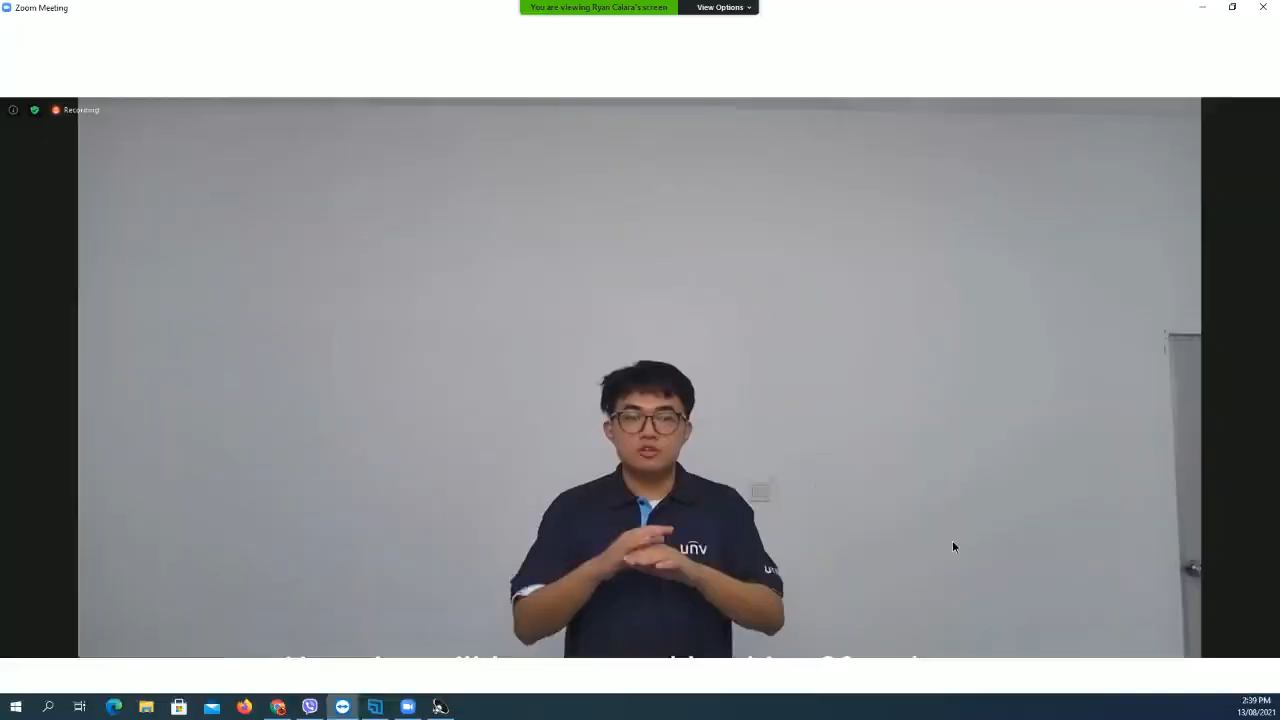 Zoom Meeting
You are viewing Ryan Calara's screen
View Options
Recording
unv
2:39 PM
13/08/2021